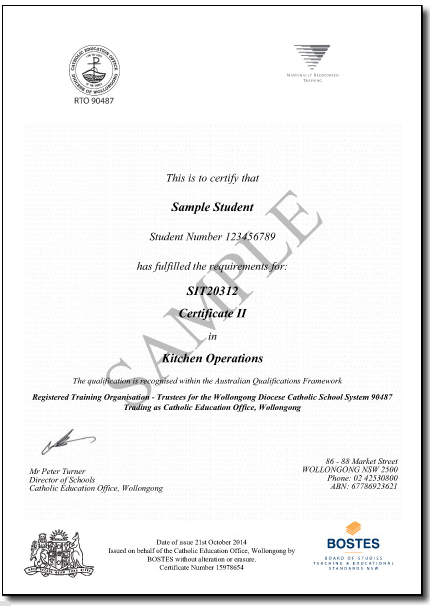 CATHOLIC EDUCATION OFFICE
DIOCESE OF WOLLONGONG
RTO 90487
NATIONALLY RECOGNISED
TRAINING
This is to certify that
Sample Student
Student Number 123456789
has fulfilled the requirements for:
SIT20312
Certificate II
in
Kitchen Operations
SAMPLE
The qualification is recognised within the Australian Qualifications Framework
Registered Training Organisation - Trustees for the Wollongong Diocese Catholic School System 90487
Trading as Catholic Education Office, Wollongong
Mr Peter Turner
Director of Schools
Catholic Education Office, Wollongong
86 - 88 Market Street
WOLLONGONG NSW 2500
Phone: 02 42530800
ABN: 67786923621
Date of issue 21st October 2014
Issued on behalf of the Catholic Education Office, Wollongong by
BOSTES without alteration or erasure.
Certificate Number 15978654
BOSTES
BOARD OF STUDIES
TEACHING & EDUCATIONAL
STANDARDS NSW